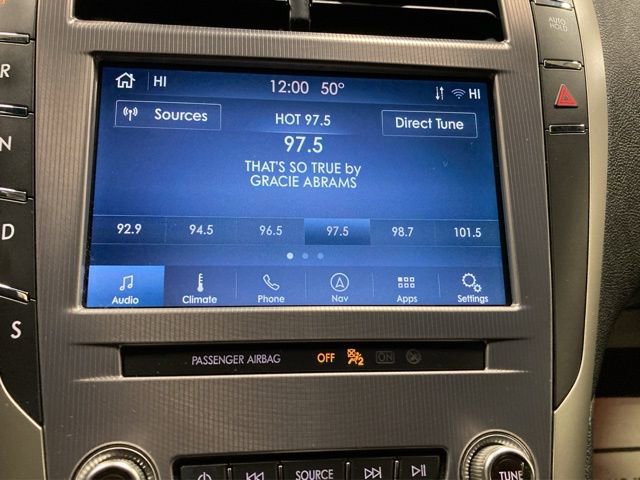 AUTO
HOLD
HI 12:00 50° HI
Sources HOT 97.5 Direct Tune
97.5
THAT'S SO TRUE by
GRACIE ABRAMS
92.9 94.5 96.5 97.5 98.7 101.5
Audio Climate Phone Nav Apps Settings
R
N
D
S
PASSENGER AIRBAG OFF 2 ON
SOURCE TUNE